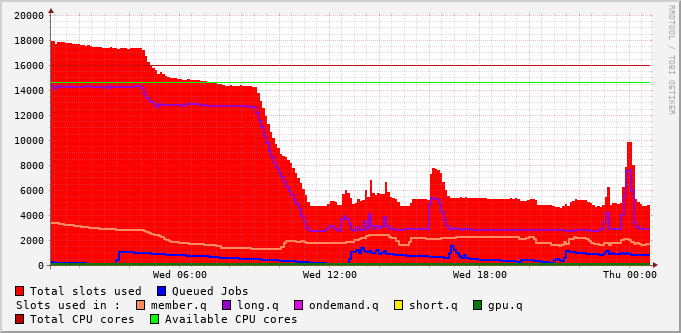 20000
18000
16000
14000
12000
10000
8000
6000
4000
2000
0
Wed 06:00 Wed 12:00 Wed 18:00 Thu 00:00
RRDTOOL / TOBI OETIKER
Total slots used Queued Jobs
Slots used in : member.q long.q ondemand.q short.q gpu.q
Total CPU cores Available CPU cores